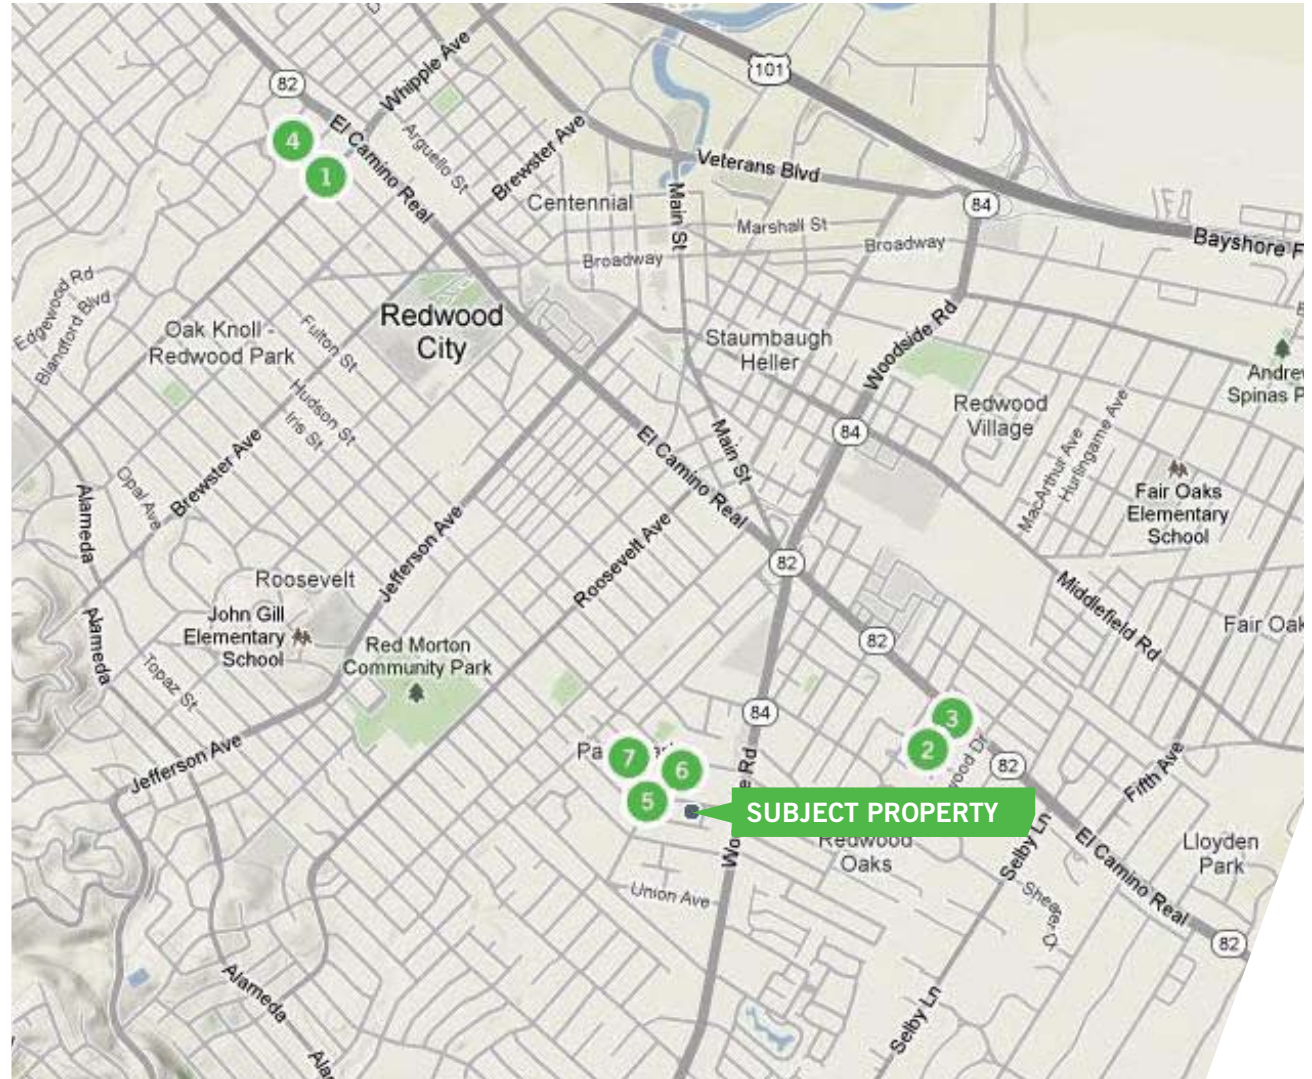 101
82
Whipple Ave
4
1
El Camino Real
Arguello St
Brewster Ave
Veterans Blvd
Main St
Centennial
84
Marshall St
Broadway
Broadway
Bayshore F
Edgewood Rd
Blandford Blvd
Oak Knoll -
Redwood Park
Fulton St
Redwood
City
Staumbaugh
Heller
Woodside Rd
Andrew
Spinas P
Hudson St
Iris St
Redwood
Village
MacArthur Ave
Hurlingame Ave
84
Main St
El Camino Real
Brewster Ave
Opal Ave
Alameda
Fair Oaks
Elementary
School
Jefferson Ave
Roosevelt Ave
82
Roosevelt
Middlefield Rd
John Gill
Elementary
School
Alameda
Red Morton
Community Park
82
Fair Oak
Topaz St
84
3
2
Jefferson Ave
7
6
5
82
Fifth Ave
SUBJECT PROPERTY
Redwood
Oaks
Selby Ln
El Camino Real
Lloyden
Park
Union Ave
82
Alameda
Selby Ln